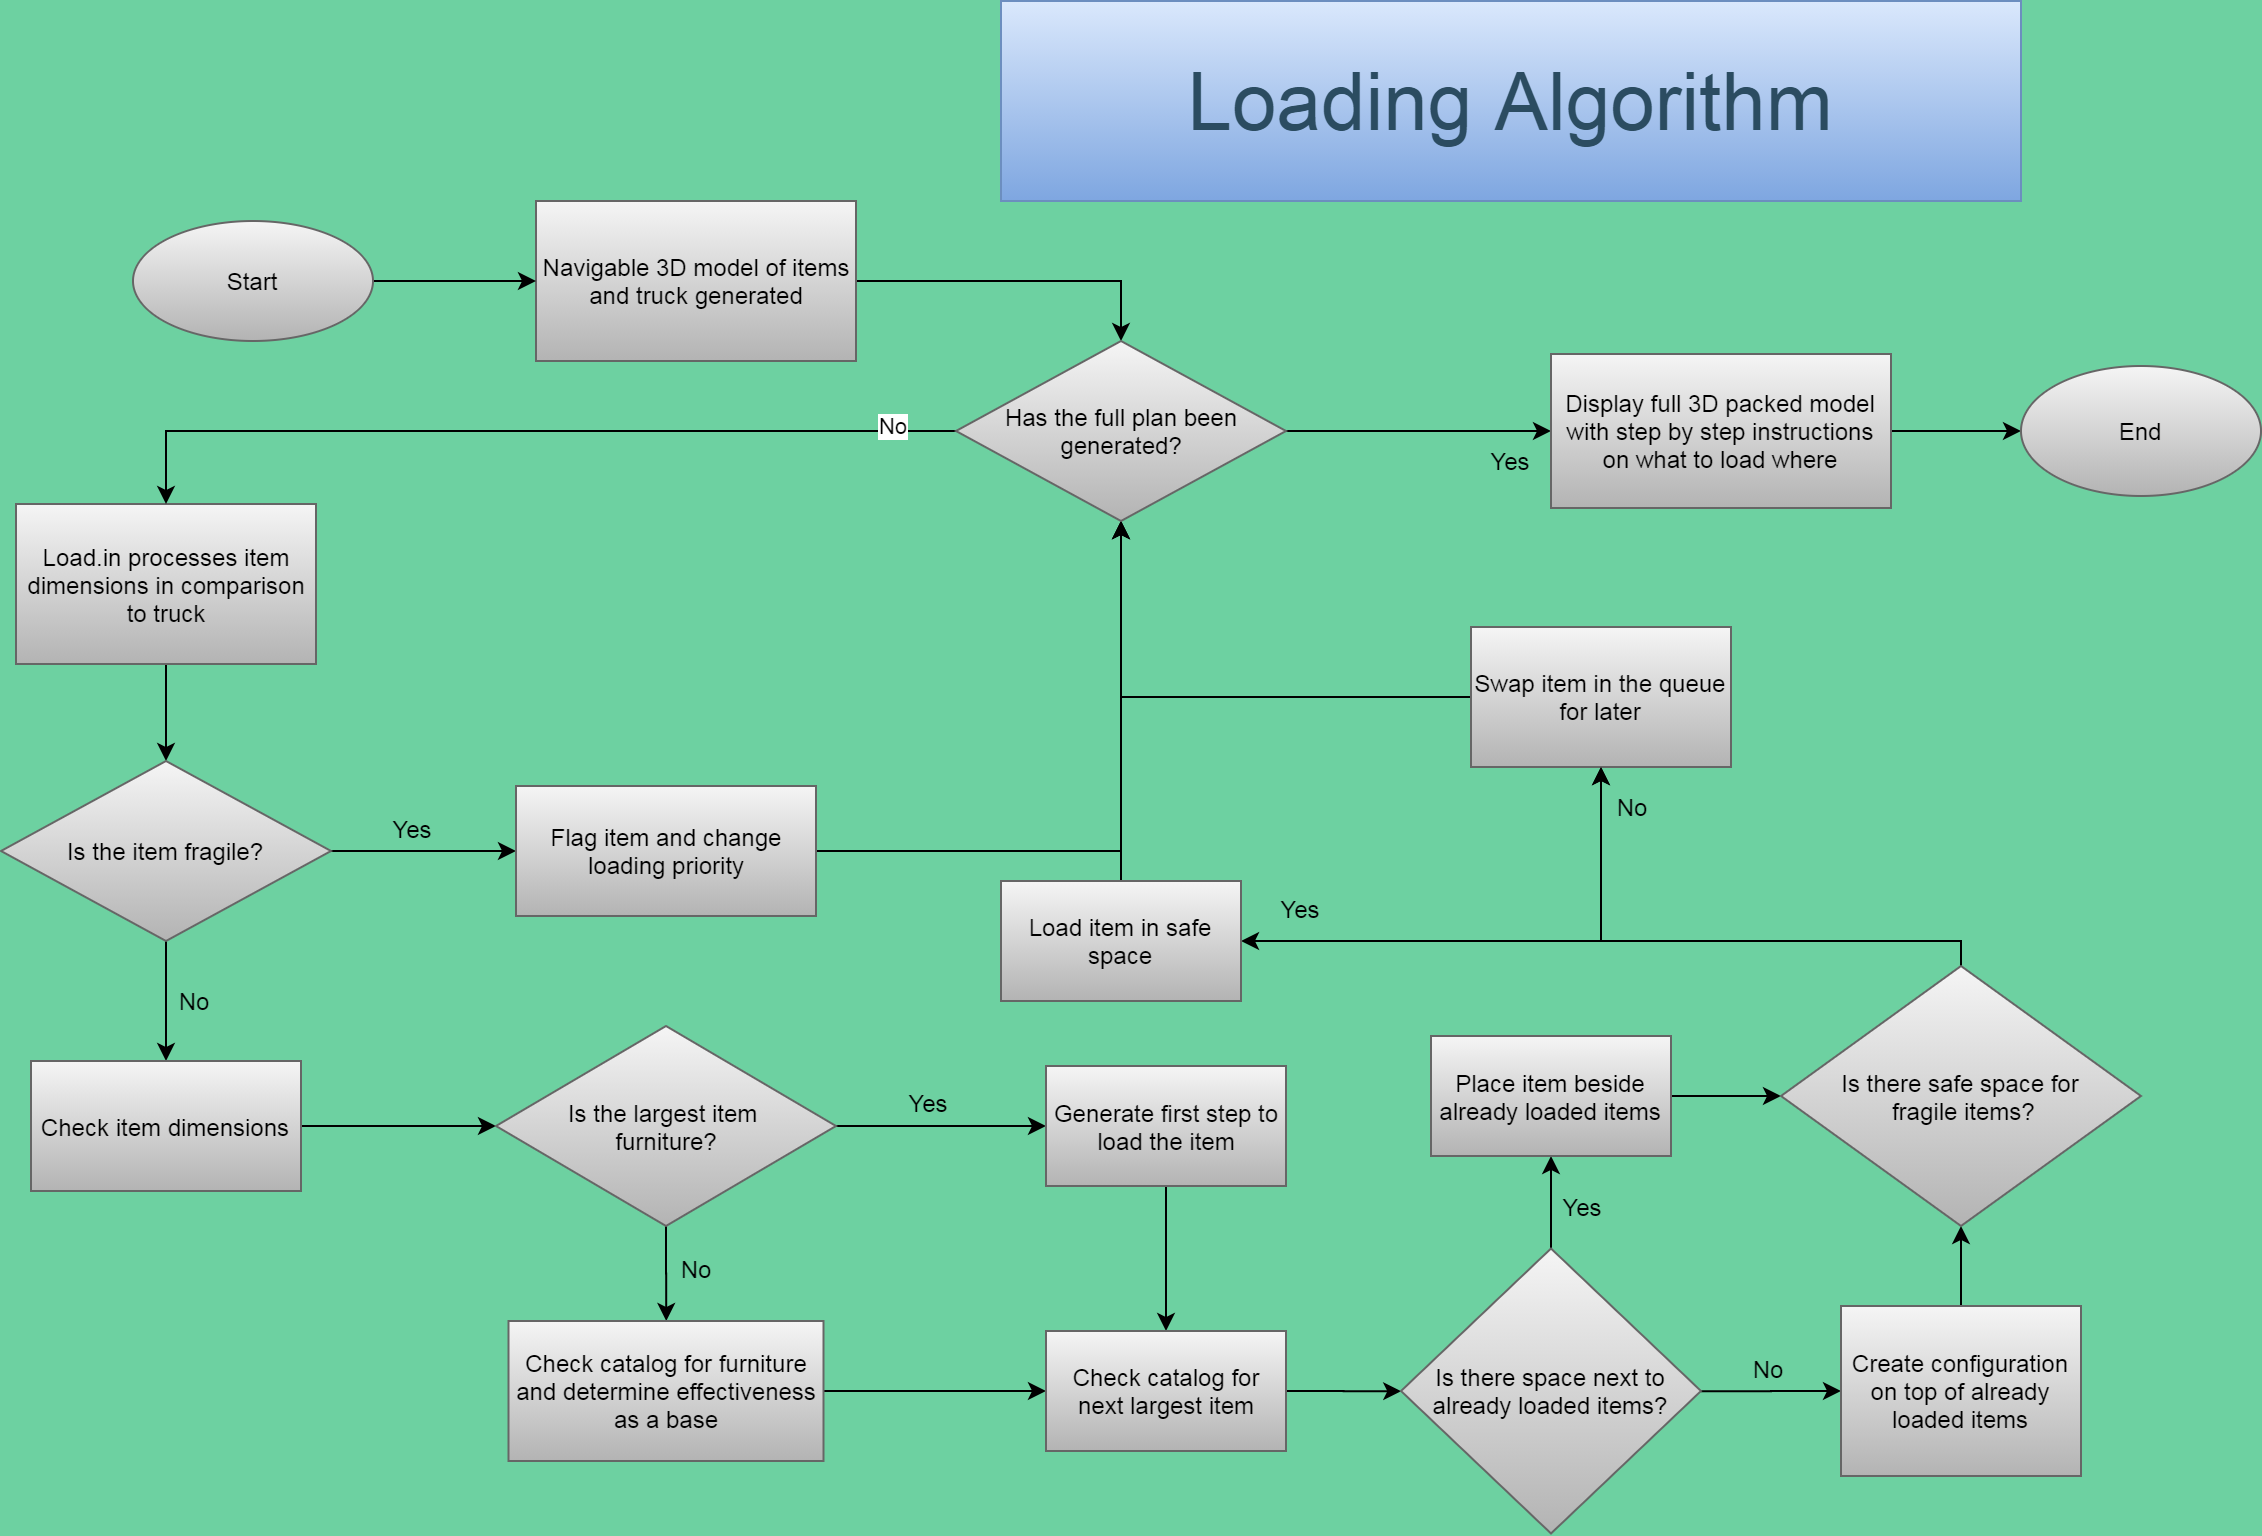 Loading Algorithm
Start
Navigable 3D model of items
and truck generated
Has the full plan been
generated?
No
Yes
Display full 3D packed model
with step by step instructions
on what to load where
End
Load.in processes item
dimensions in comparison
to truck
Swap item in the queue
for later
No
Is the item fragile?
Yes
Flag item and change
loading priority
Load item in safe
space
Yes
No
Check item dimensions
Is the largest item
furniture?
Yes
Generate first step to
load the item
Place item beside
already loaded items
Is there safe space for
fragile items?
Yes
No
Check catalog for furniture
and determine effectiveness
as a base
Check catalog for
next largest item
Is there space next to
already loaded items?
No
Create configuration
on top of already
loaded items